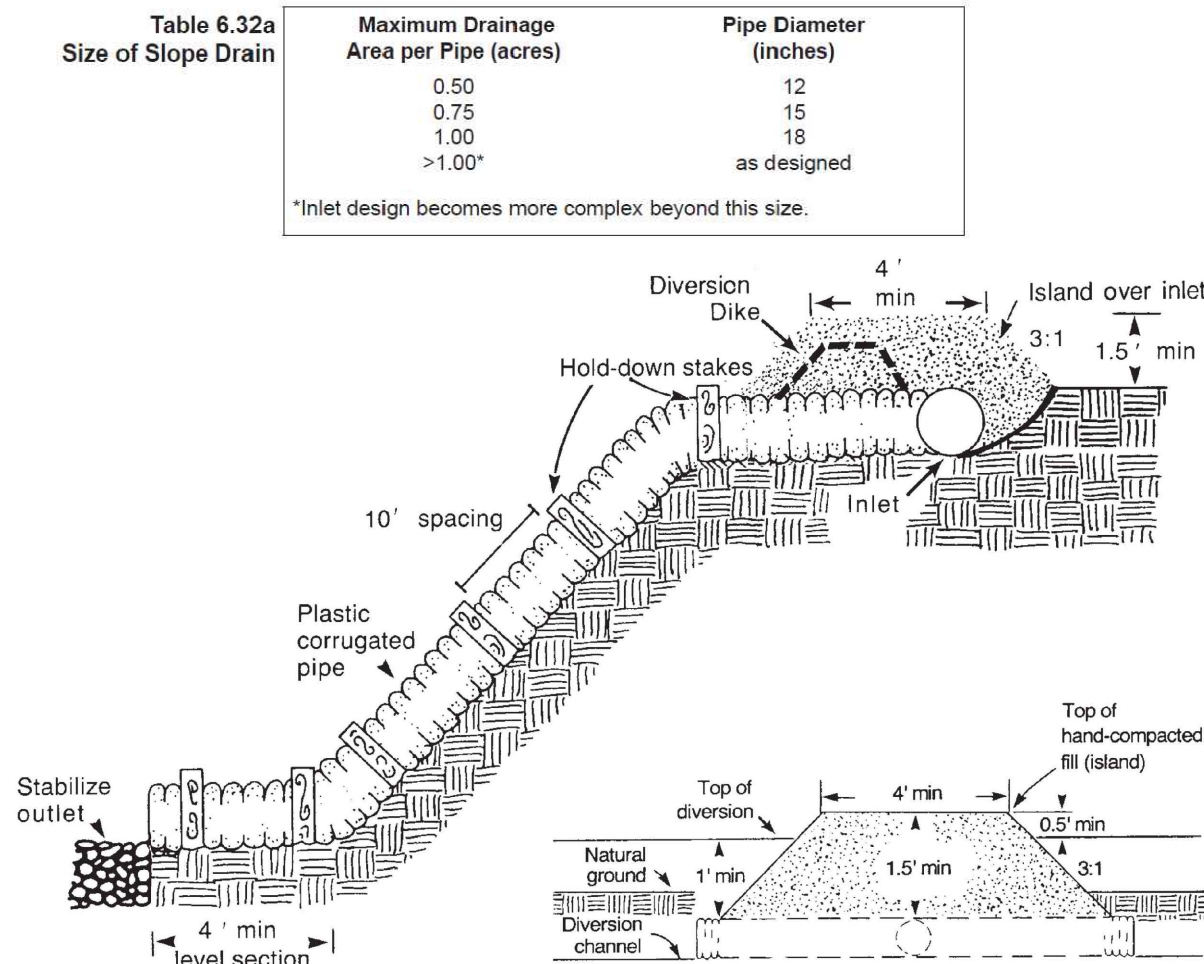 Table 6.32a
Size of Slope Drain
Maximum Drainage
Area per Pipe (acres)
Pipe Diameter
(inches)
0.50 12
0.75 15
1.00 18
>1.00* as designed
*Inlet design becomes more complex beyond this size.
4 '
min
Diversion
Dike
Island over inlet
3:1
1.5' min
Hold-down stakes
Inlet
10' spacing
Plastic
corrugated
pipe
Stabilize
outlet
4 ' min
level section
Top of
hand-compacted
fill (island)
Top of
diversion
4' min
0.5' min
Natural
ground
1' min
1.5' min
3:1
Diversion
channel